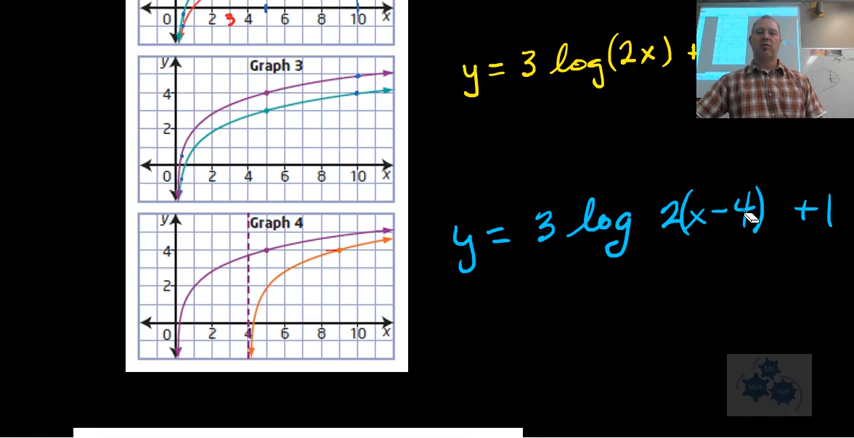 0 2 3 4 6 8 10 x
y = 3 log(2x) +
y Graph 3
4
2
0 2 4 6 8 10 x
y = 3 log 2(x-4) + 1
y Graph 4
4
2
0 2 4 6 8 10 x